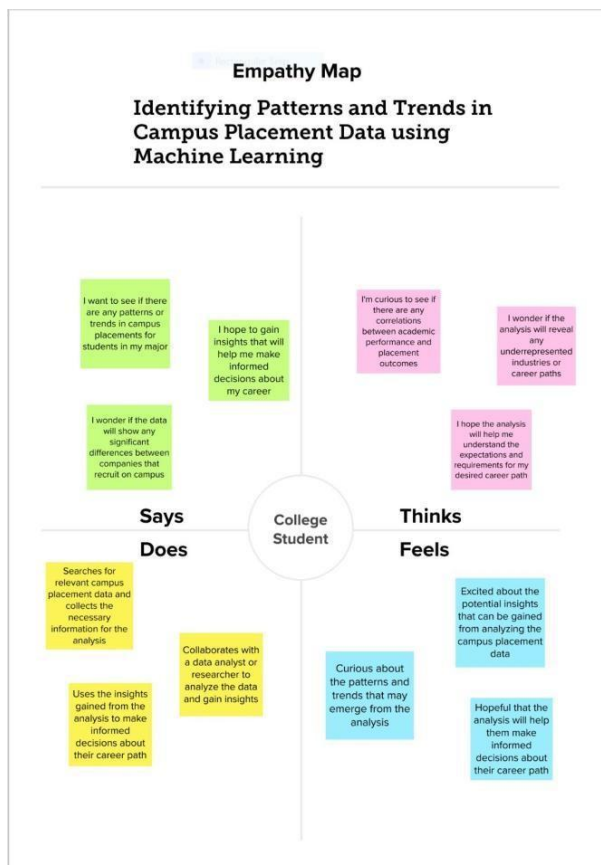 Empathy Map
Identifying Patterns and Trends in
Campus Placement Data using
Machine Learning
I want to see if there
are any patterns or
trends in campus
placements for
students in my major
I hope to gain
insights that will
help me make
informed
decisions about
my career
I wonder if the data
will show any
significant
differences between
companies that
recruit on campus
Says
I'm curious to see if
there are any
correlations
between academic
performance and
placement
outcomes
I wonder if the
analysis will reveal
any
underrepresented
industries or
career paths
I hope the analysis
will help me
understand the
expectations and
requirements for my
desired career path
Thinks
College
Student
Does
Searches for
relevant campus
placement data and
collects the
necessary
information for the
analysis
Collaborates with
a data analyst or
researcher to
analyze the data
and gain insights
Uses the insights
gained from the
analysis to make
informed
decisions about
their career path
Feels
Excited about the
potential insights
that can be gained
from analyzing the
campus placement
data
Curious about
the patterns and
trends that may
emerge from the
analysis
Hopeful that the
analysis will help
them make
informed
decisions about
their career path